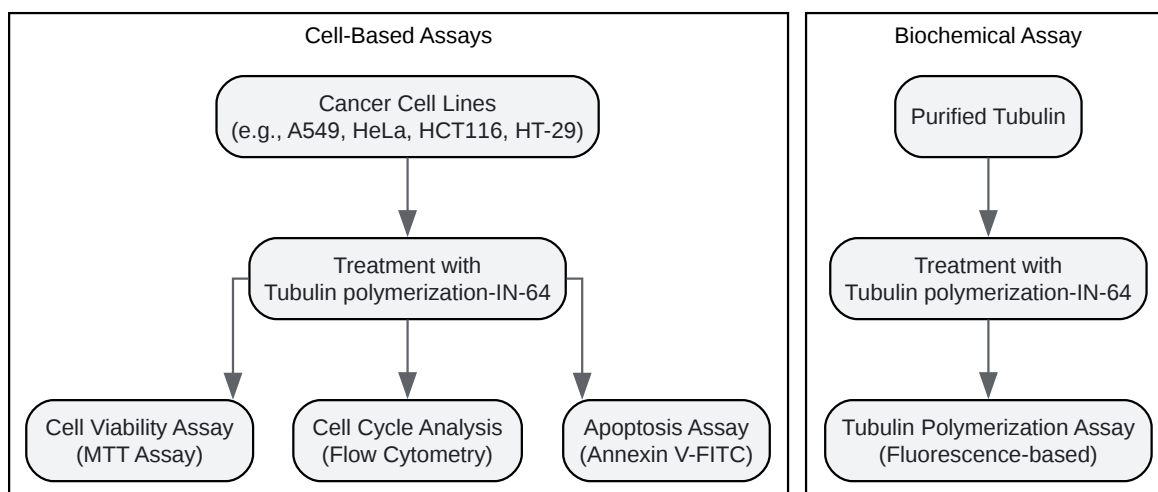 Cell-Based Assays
Cancer Cell Lines
(e.g., A549, HeLa, HCT116, HT-29)
Treatment with
Tubulin polymerization-IN-64
Cell Viability Assay
(MTT Assay)
Cell Cycle Analysis
(Flow Cytometry)
Apoptosis Assay
(Annexin V-FITC)
Biochemical Assay
Purified Tubulin
Treatment with
Tubulin polymerization-IN-64
Tubulin Polymerization Assay
(Fluorescence-based)